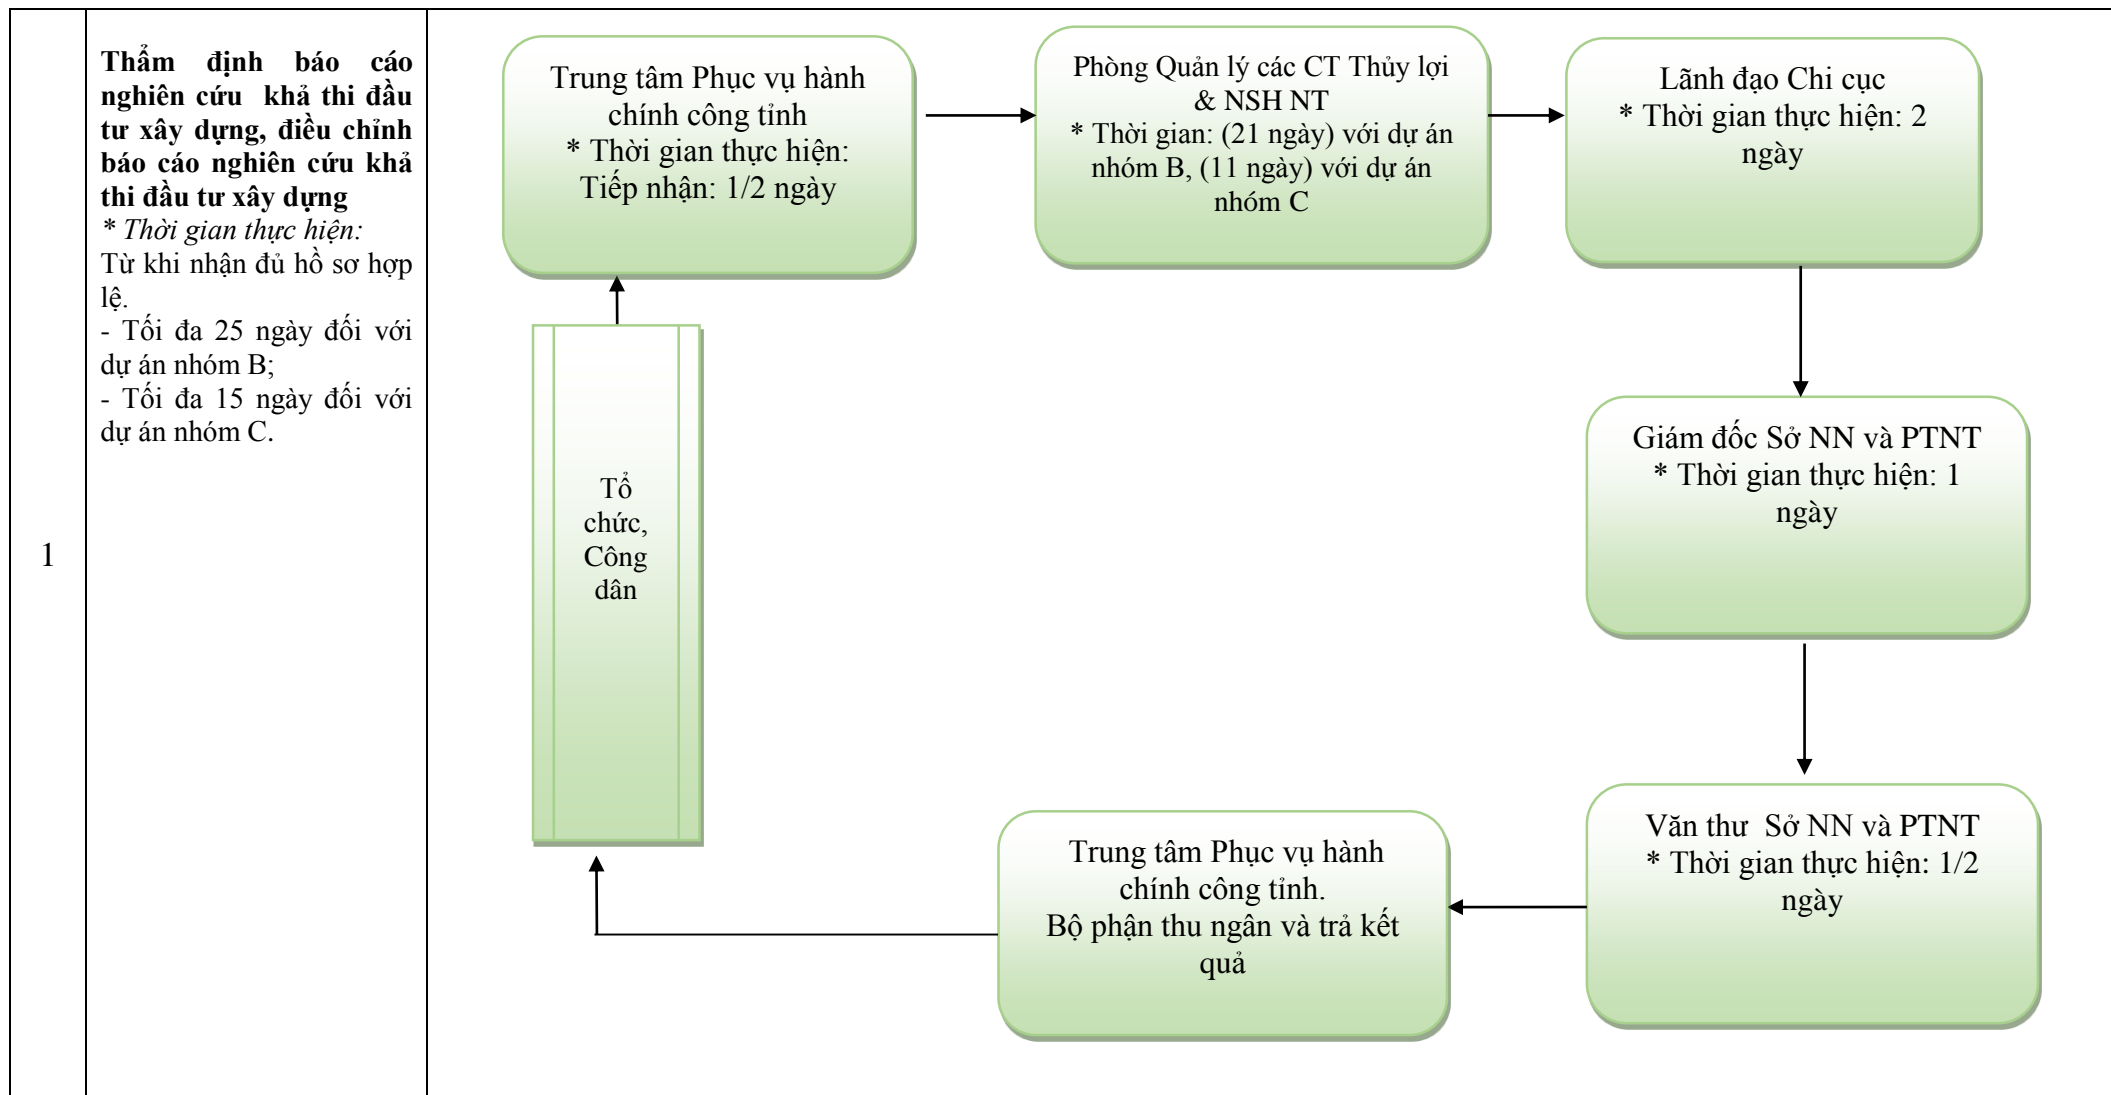 1
Thẩm định báo cáo
nghiên cứu khả thi đầu
tư xây dựng, điều chỉnh
báo cáo nghiên cứu khả
thi đầu tư xây dựng
* Thời gian thực hiện:
Từ khi nhận đủ hồ sơ hợp
lệ.
- Tối đa 25 ngày đối với
dự án nhóm B;
- Tối đa 15 ngày đối với
dự án nhóm C.
Trung tâm Phục vụ hành
chính công tỉnh
* Thời gian thực hiện:
Tiếp nhận: 1/2 ngày
Phòng Quản lý các CT Thủy lợi
& NSH NT
* Thời gian: (21 ngày) với dự án
nhóm B, (11 ngày) với dự án
nhóm C
Lãnh đạo Chi cục
* Thời gian thực hiện: 2
ngày
Giám đốc Sở NN và PTNT
* Thời gian thực hiện: 1
ngày
Văn thư Sở NN và PTNT
* Thời gian thực hiện: 1/2
ngày
Trung tâm Phục vụ hành
chính công tỉnh.
Bộ phận thu ngân và trả kết
quả
Tổ
chức,
Công
dân